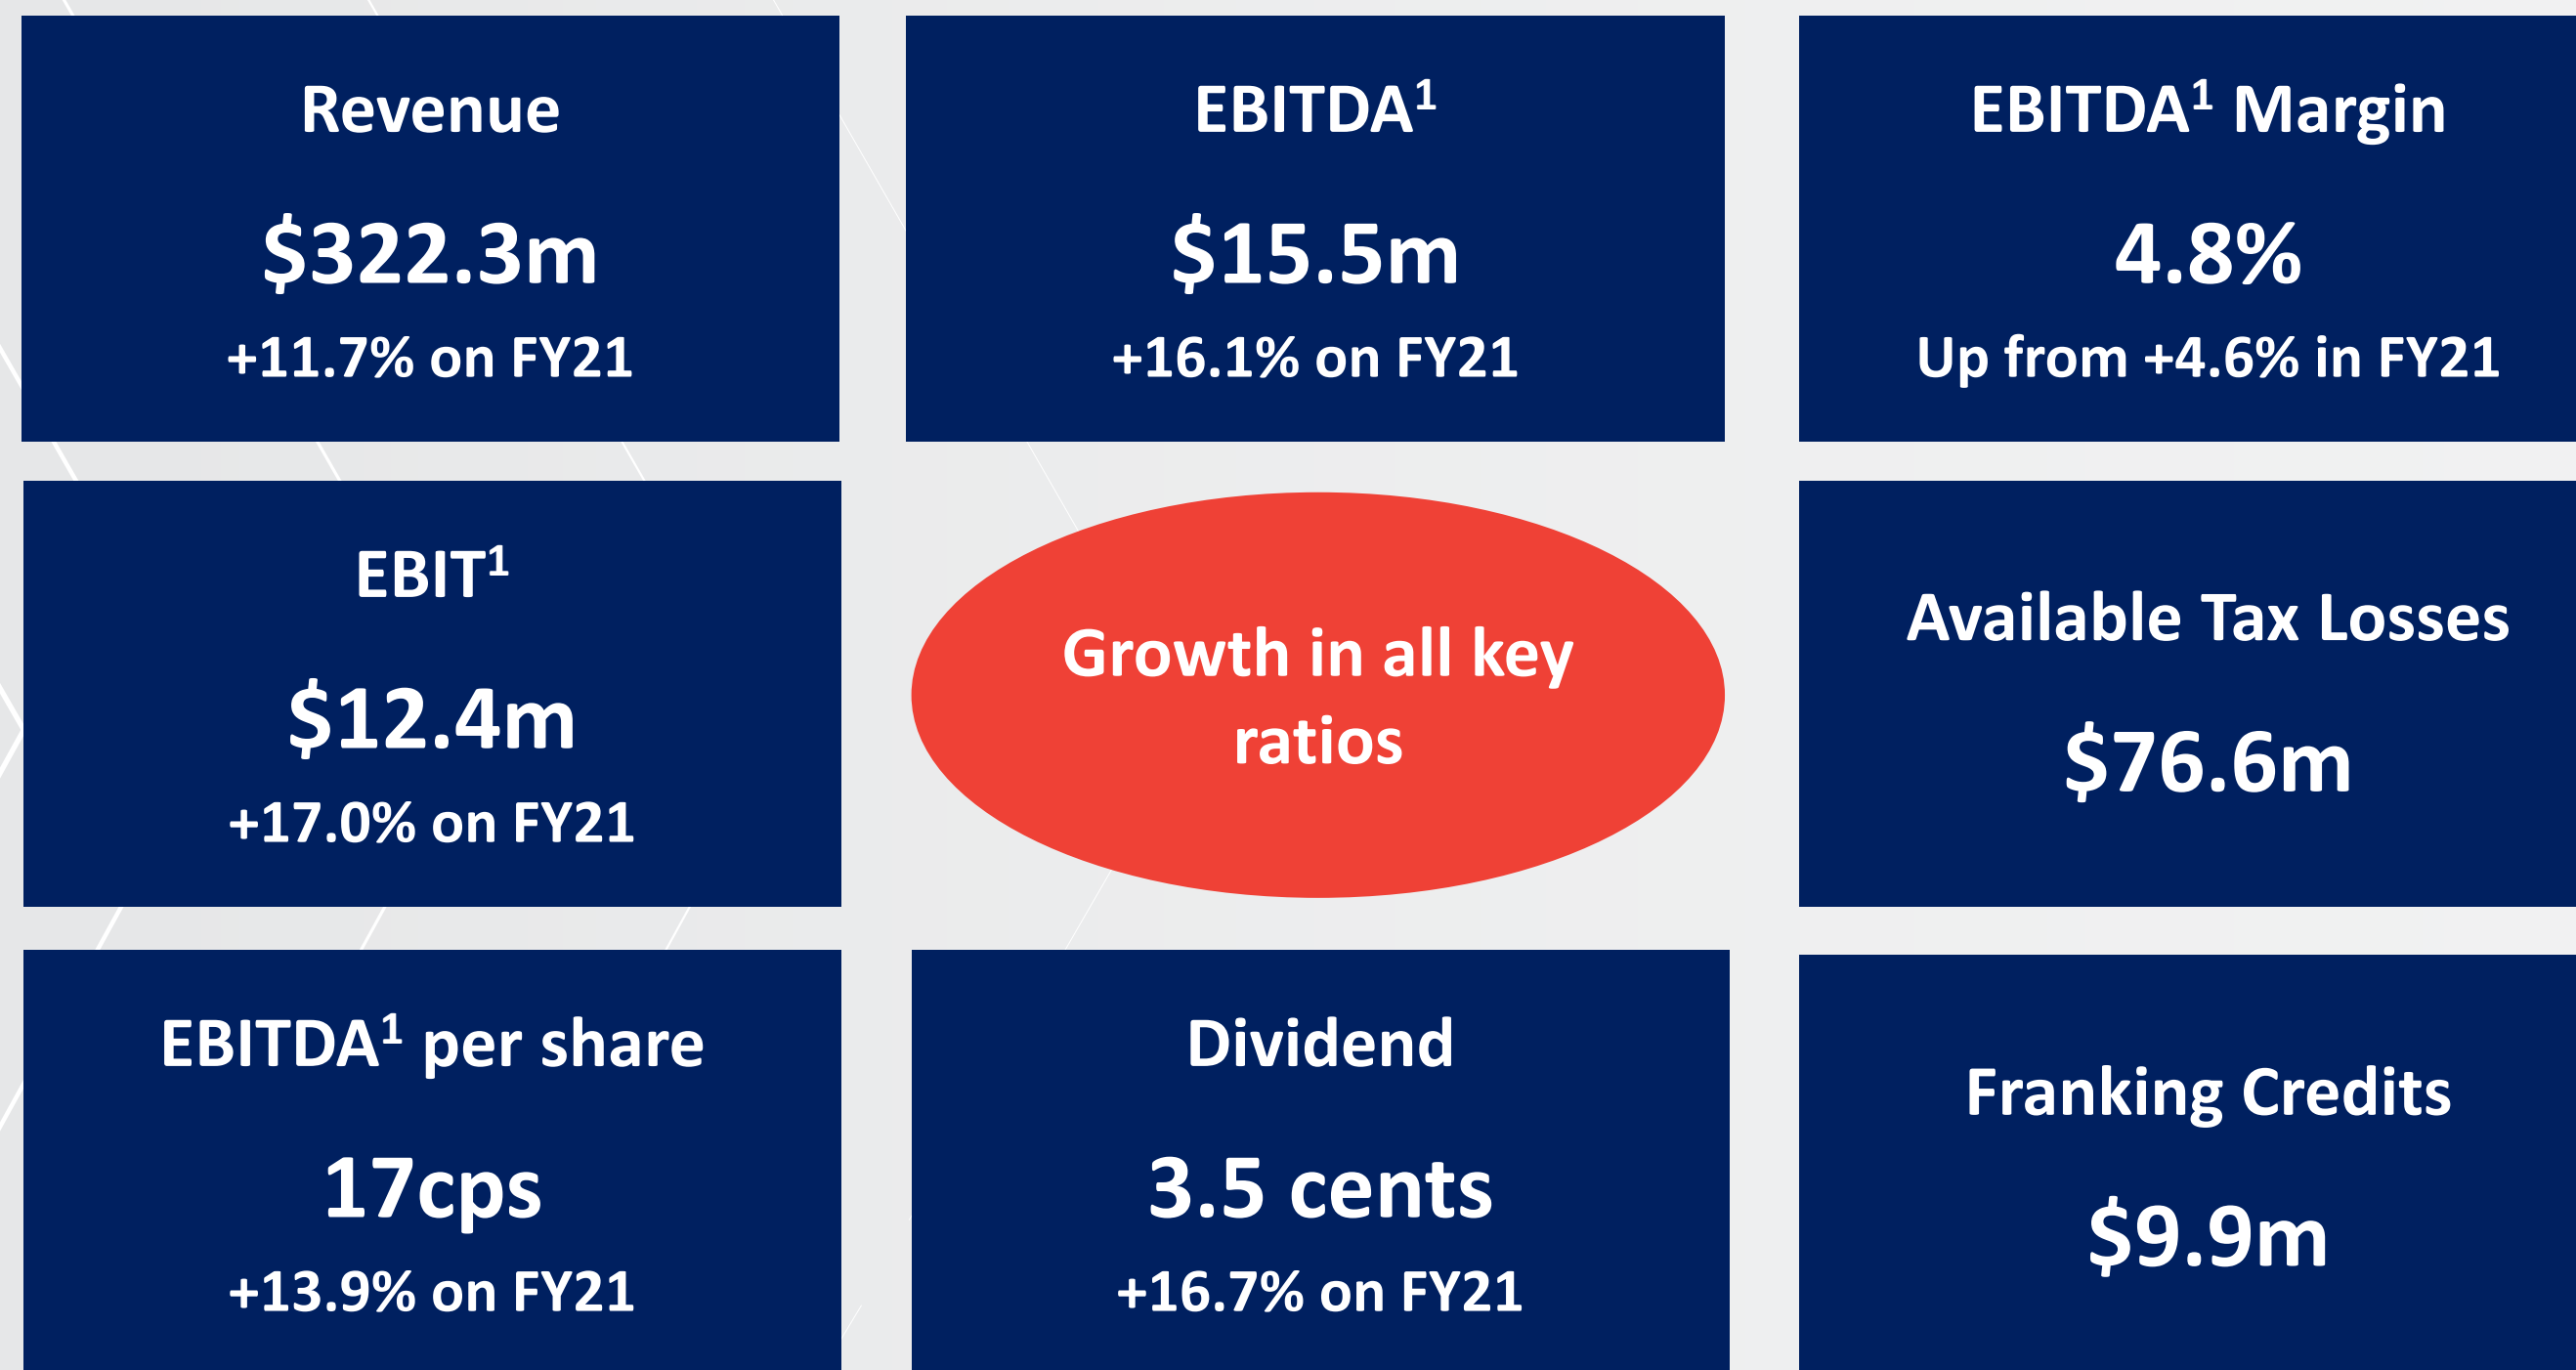 Revenue
$322.3m
+11.7% on FY21
EBITDA¹
$15.5m
+16.1% on FY21
EBITDA¹ Margin
4.8%
Up from +4.6% in FY21
EBIT¹
$12.4m
+17.0% on FY21
Growth in all key
ratios
Available Tax Losses
$76.6m
EBITDA¹ per share
17cps
+13.9% on FY21
Dividend
3.5 cents
+16.7% on FY21
Franking Credits
$9.9m